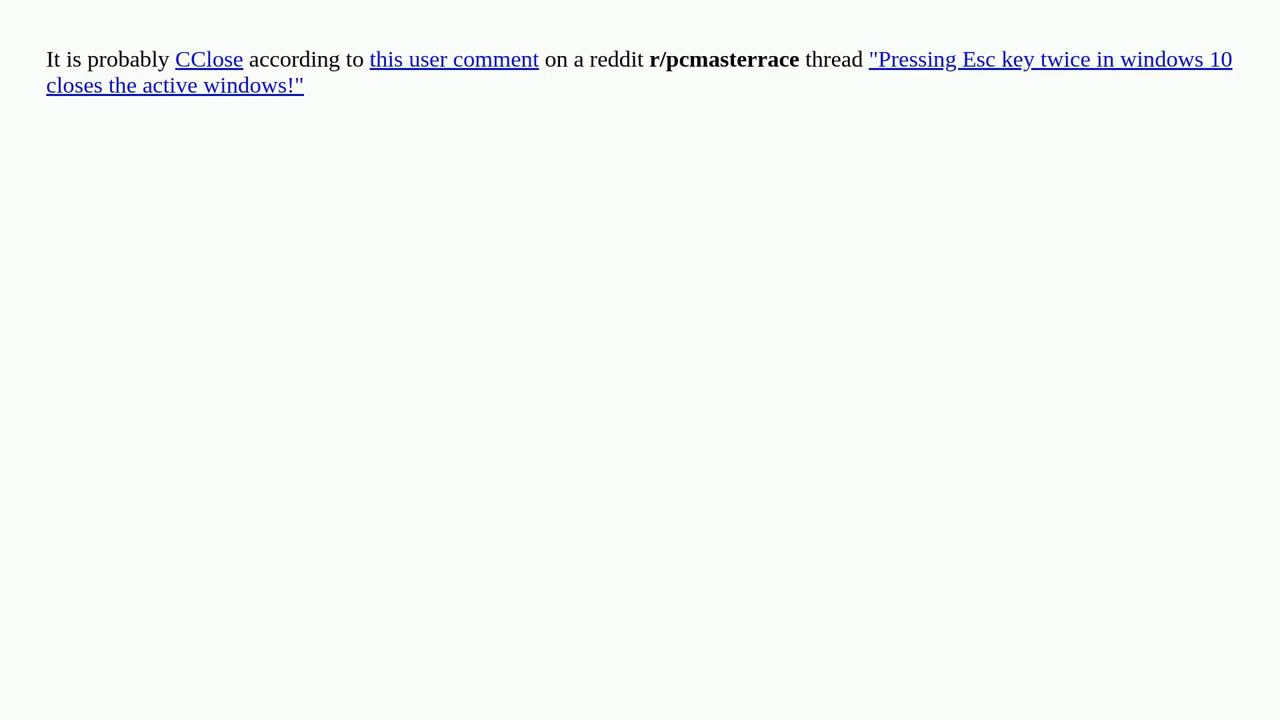 It is probably CClose according to this user comment on a reddit r/pcmasterrace thread "Pressing Esc key twice in windows 10
closes the active windows!"